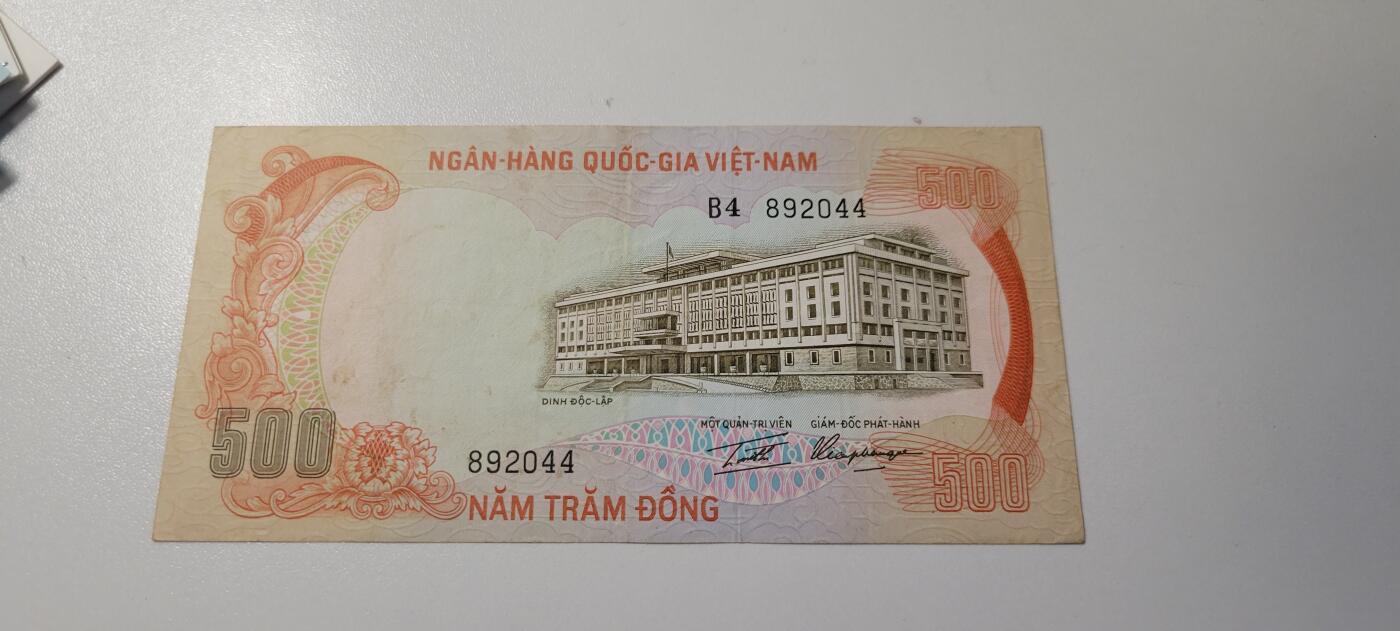 NGÂN-HÀNG QUỐC-GIA VIỆT-NAM
500
B4 892044
DINH ĐỘC-LẬP
MỘT QUẢN-TRỊ VIÊN GIÁM-ĐỐC PHÁT-HÀNH
500
892044
500
NĂM TRĂM ĐỒNG